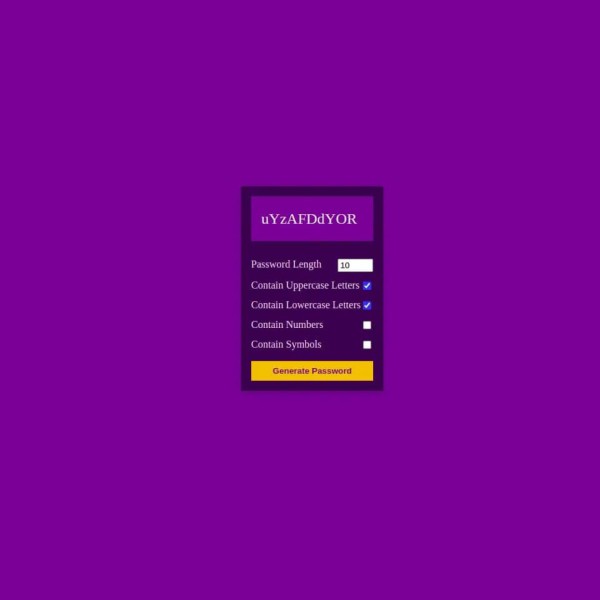 uYzAFDdYOR
Password Length 10
Contain Uppercase Letters
Contain Lowercase Letters
Contain Numbers
Contain Symbols
Generate Password